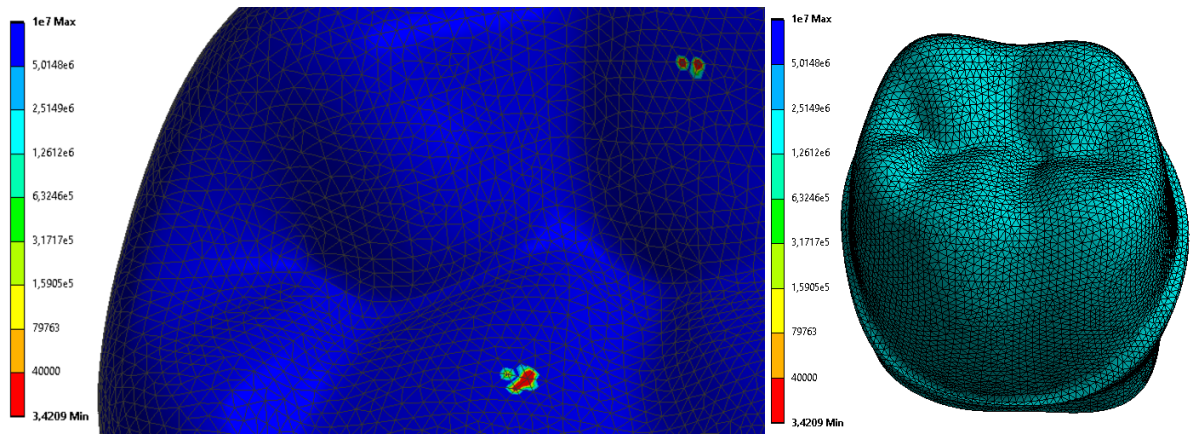 1e7 Max
5,0148e6
2,5149e6
1,2612e6
6,3246e5
3,1717e5
1,5905e5
79763
40000
3,4209 Min
1e7 Max
5,0148e6
2,5149e6
1,2612e6
6,3246e5
3,1717e5
1,5905e5
79763
40000
3,4209 Min